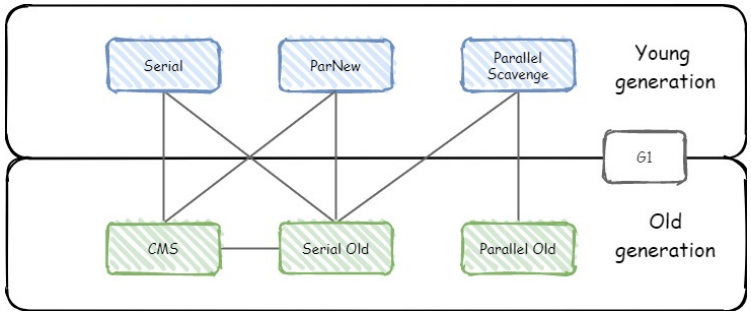 Serial
ParNew
Parallel
Scavenge
Young
generation
G1
CMS
Serial Old
Parallel Old
Old
generation